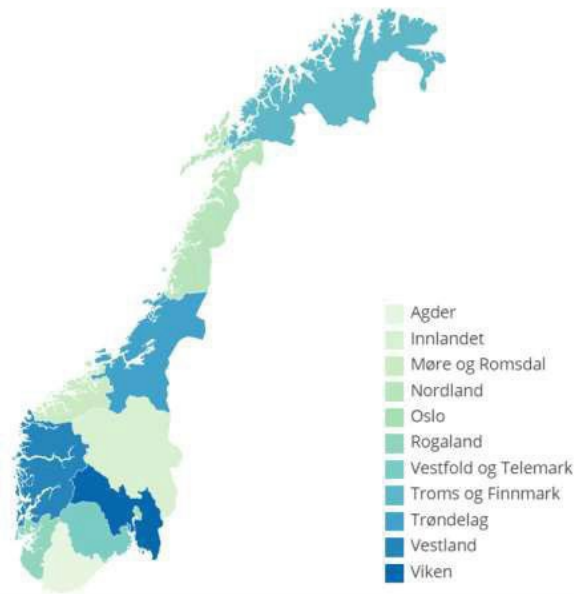 Agder
Innlandet
Møre og Romsdal
Nordland
Oslo
Rogaland
Vestfold og Telemark
Troms og Finnmark
Trøndelag
Vestland
Viken